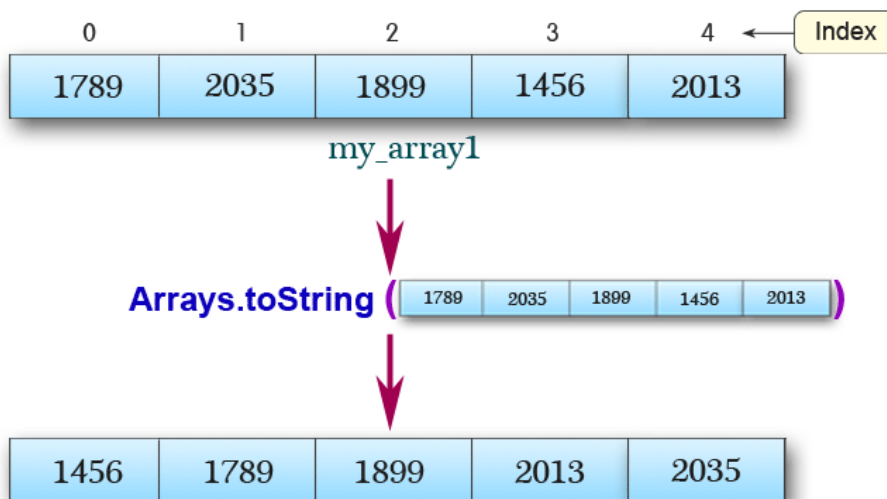 0 1 2 3 4 Index
1789 2035 1899 1456 2013
my_array1
Arrays.toString ( 1789 2035 1899 1456 2013 )
1456 1789 1899 2013 2035